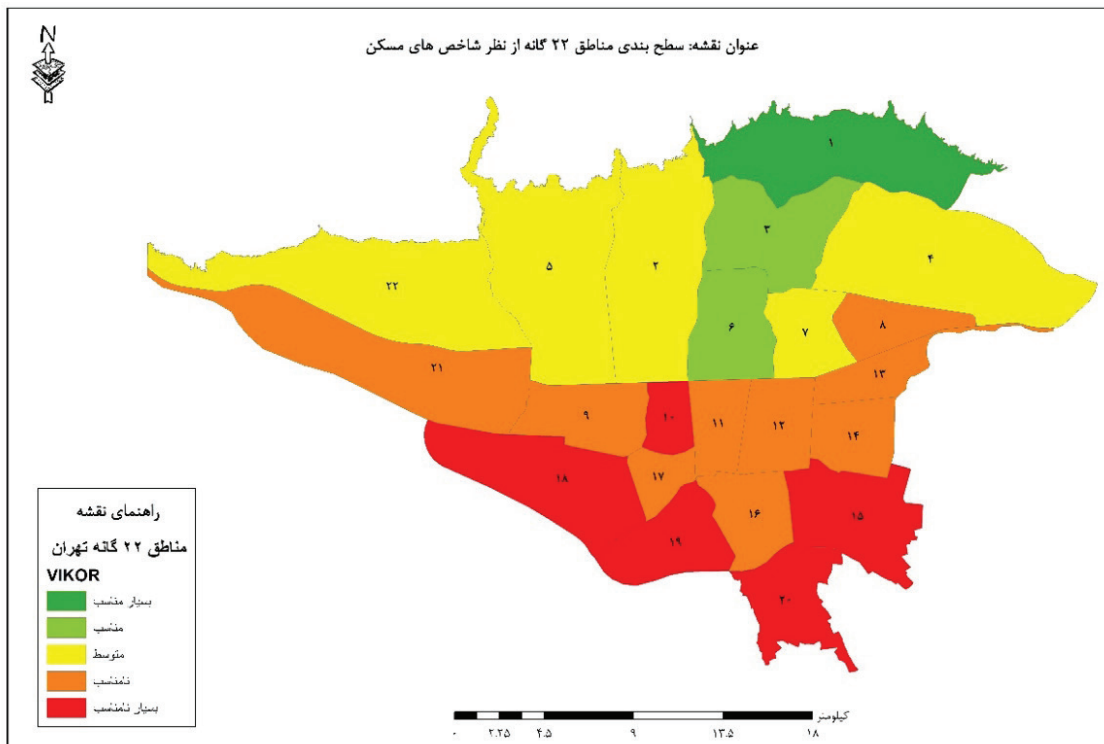 عنوان نقشه: سطح بندی مناطق ۲۲ گانه از نظر شاخص های مسکن
N
۱
۳
۴
۵
۲
۲۲
۶
۷
۸
۲۱
۱۳
۹
۱۰
۱۱
۱۲
۱۴
۱۸
۱۷
۱۶
۱۵
۱۹
۲۰
راهنمای نقشه
مناطق ۲۲ گانه تهران
VIKOR
بسیار مناسب
مناسب
متوسط
نامناسب
بسیار نامناسب
کیلومتر
۰ ۲.۲۵ ۴.۵ ۹ ۱۳.۵ ۱۸